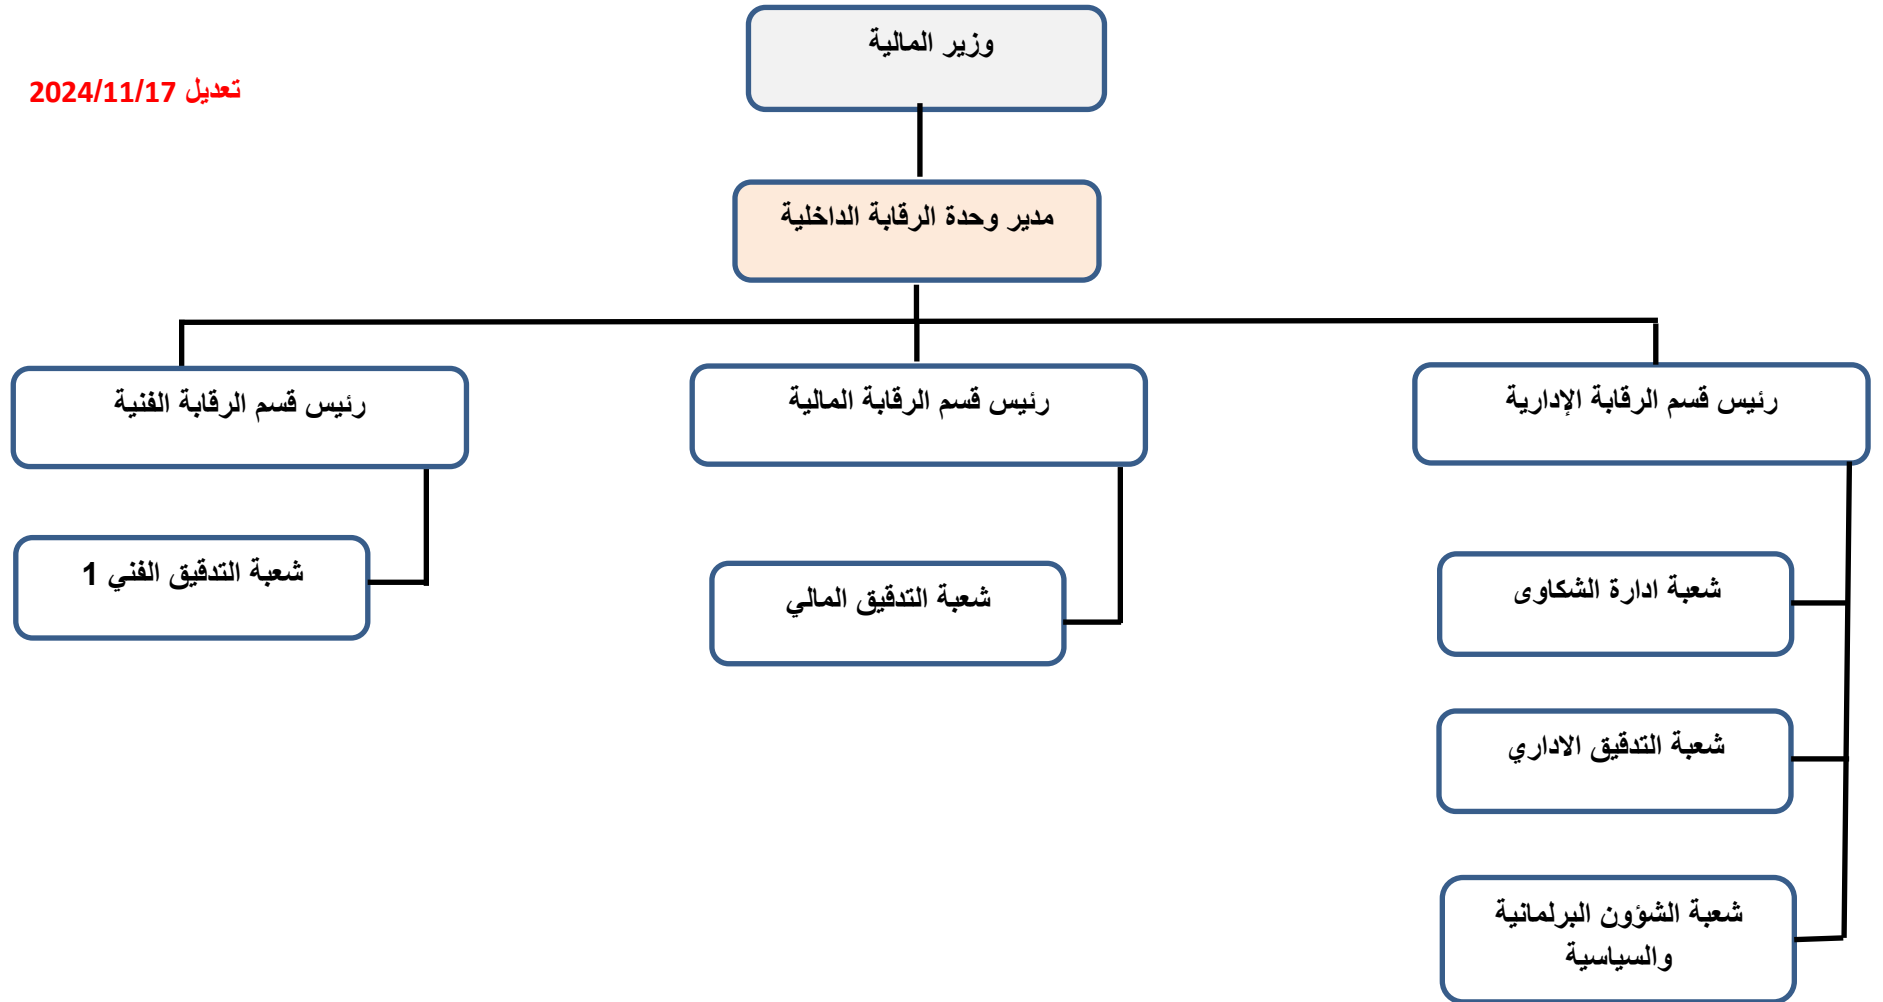 وزير المالية
تعديل 2024/11/17
مدير وحدة الرقابة الداخلية
رئيس قسم الرقابة الإدارية
رئيس قسم الرقابة المالية
رئيس قسم الرقابة الفنية
شعبة ادارة الشكاوى
شعبة التدقيق المالي
شعبة التدقيق الفني 1
شعبة التدقيق الاداري
شعبة الشؤون البرلمانية
والسياسية